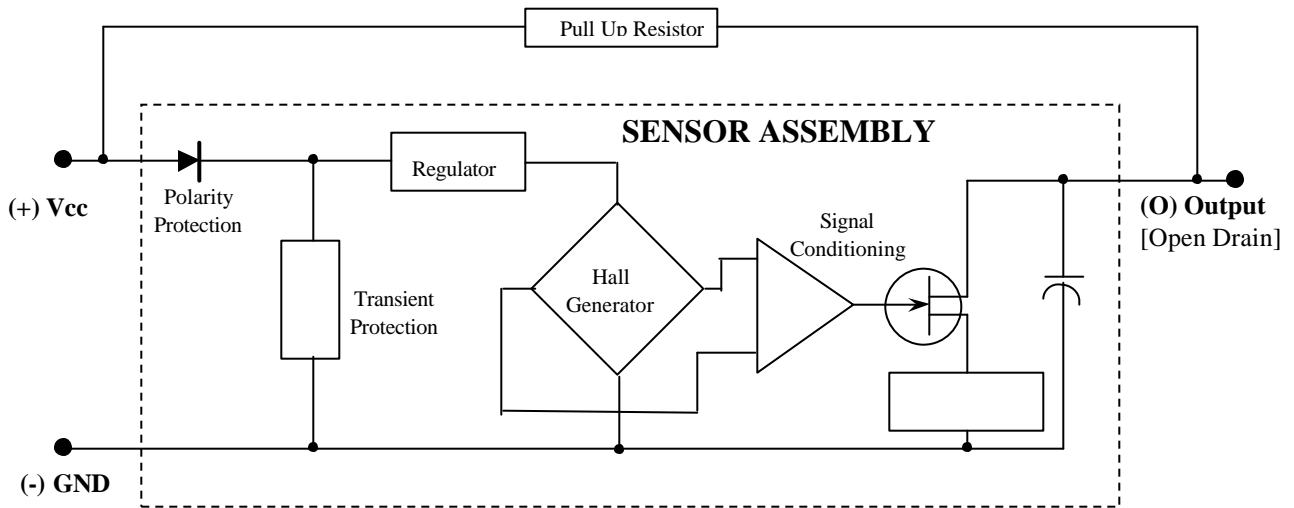 Pull Up Resistor
SENSOR ASSEMBLY
Regulator
(+) Vcc
Polarity
Protection
(O) Output
[Open Drain]
Signal
Conditioning
Hall
Generator
Transient
Protection
(-) GND